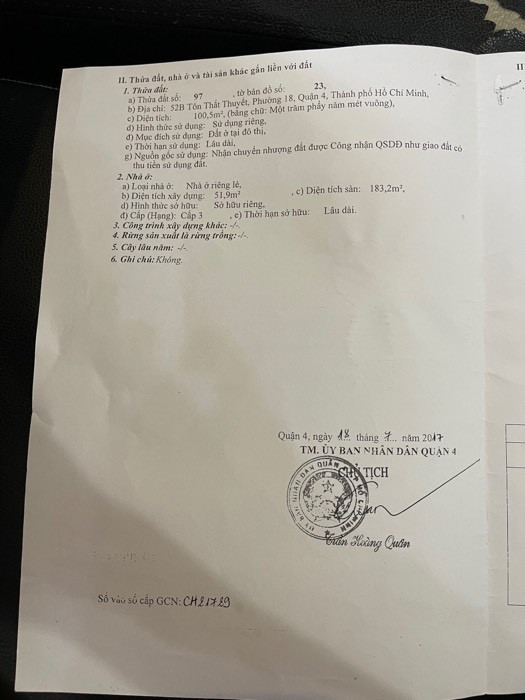 II. Thửa đất, nhà ở và tài sản khác gắn liền với đất
1. Thửa đất:
a) Thửa đất số: 97 , tờ bản đồ số: 23,
b) Địa chỉ: 52B Tôn Thất Thuyết, Phường 18, Quận 4, Thành phố Hồ Chí Minh,
c) Diện tích: 100,5m², (bằng chữ: Một trăm phẩy năm mét vuông),
d) Hình thức sử dụng: Sử dụng riêng,
đ) Mục đích sử dụng: Đất ở tại đô thị,
e) Thời hạn sử dụng: Lâu dài,
g) Nguồn gốc sử dụng: Nhận chuyển nhượng đất được Công nhận QSDĐ như giao đất có
thu tiền sử dụng đất.
2. Nhà ở:
a) Loại nhà ở: Nhà ở riêng lẻ,
b) Diện tích xây dựng: 51,9m² , c) Diện tích sàn: 183,2m²,
d) Hình thức sở hữu: Sở hữu riêng,
đ) Cấp (Hạng): Cấp 3 , e) Thời hạn sở hữu: Lâu dài.
3. Công trình xây dựng khác: -/-.
4. Rừng sản xuất là rừng trồng: -/-.
5. Cây lâu năm: -/-
6. Ghi chú: Không.
Quận 4, ngày 18 tháng 7 năm 2017
TM. ỦY BAN NHÂN DÂN QUẬN 4
CHỦ TỊCH
Trần Hoàng Quân
Số vào sổ cấp GCN: CH21729
II